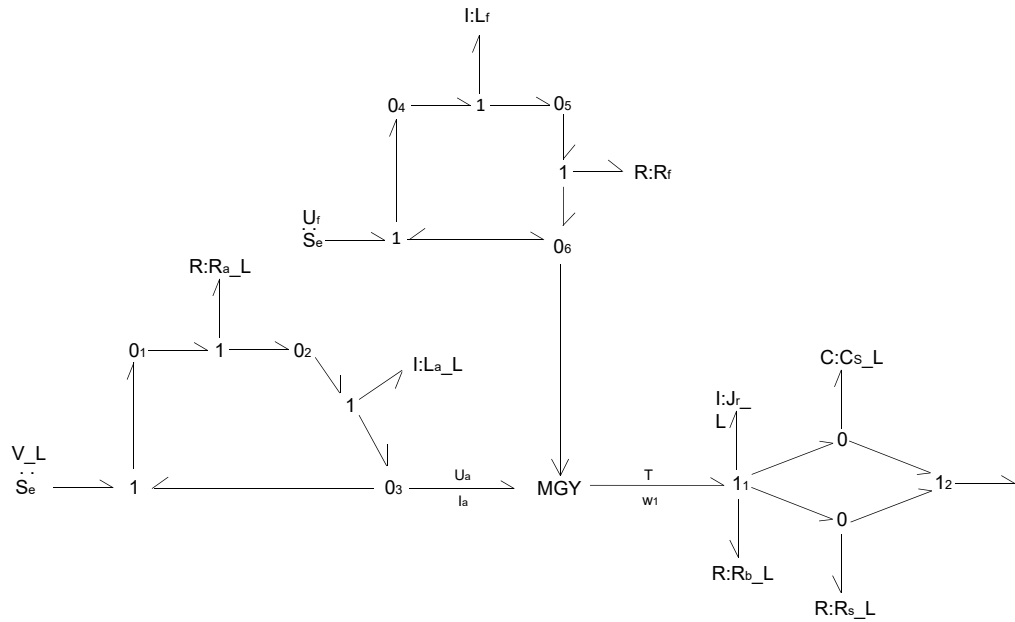 I:Lf
04 1 05
1 R:Rf
Uf
..
Se 1 06
R:Ra_L
01 1 02
I:La_L
1
C:CS_L
I:Jr_
L
0
V_L
..
Se 1 03 Ua MGY T 11 12
Ia w1
0
R:Rb_L
R:Rs_L